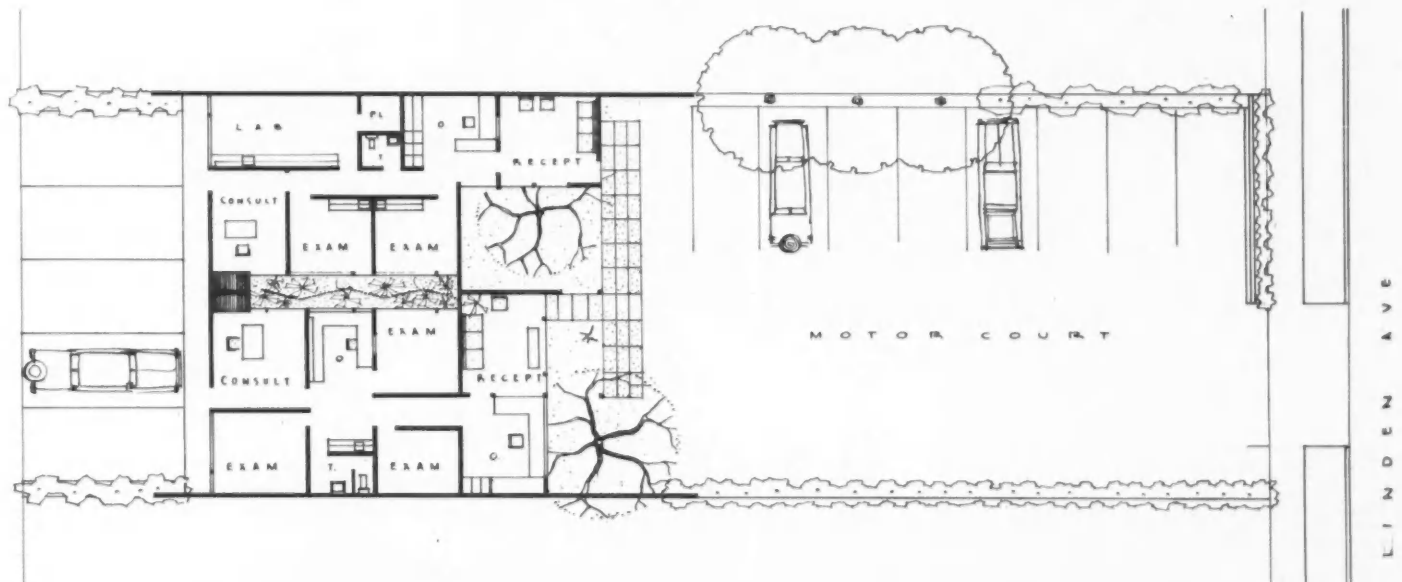 LAB
PL
T
O
RECEPT
CONSULT
EXAM
EXAM
EXAM
CONSULT
O
RECEPT
EXAM
T.
EXAM
O
MOTOR COURT
LINDEN AVE